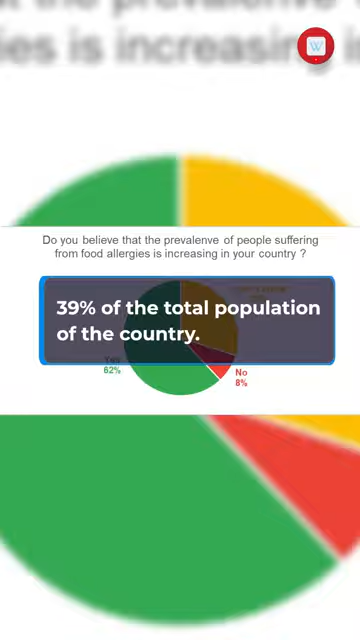 Do you believe that the prevalenve of people suffering
from food allergies is increasing in your country ?
39% of the total population
of the country.
Yes
62%
No
8%
W